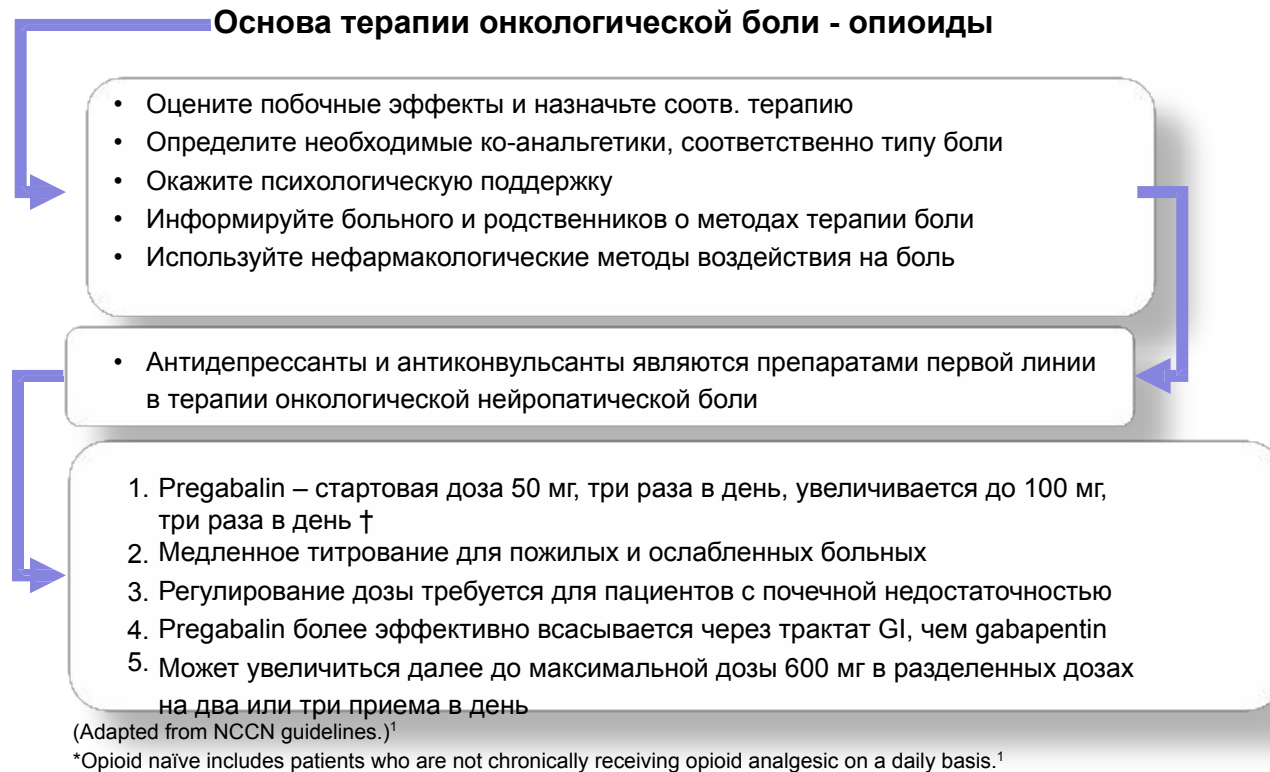 Основа терапии онкологической боли - опиоиды
• Оцените побочные эффекты и назначьте соотв. терапию
• Определите необходимые ко-анальгетики, соответственно типу боли
• Окажите психологическую поддержку
• Информируйте больного и родственников о методах терапии боли
• Используйте нефармакологические методы воздействия на боль
• Антидепрессанты и антиконвульсанты являются препаратами первой линии
в терапии онкологической нейропатической боли
1. Pregabalin – стартовая доза 50 мг, три раза в день, увеличивается до 100 мг,
три раза в день †
2. Медленное титрование для пожилых и ослабленных больных
3. Регулирование дозы требуется для пациентов с почечной недостаточностью
4. Pregabalin более эффективно всасывается через трактат GI, чем gabapentin
5. Может увеличиться далее до максимальной дозы 600 мг в разделенных дозах
на два или три приема в день
(Adapted from NCCN guidelines.)¹
*Opioid naïve includes patients who are not chronically receiving opioid analgesic on a daily basis.¹